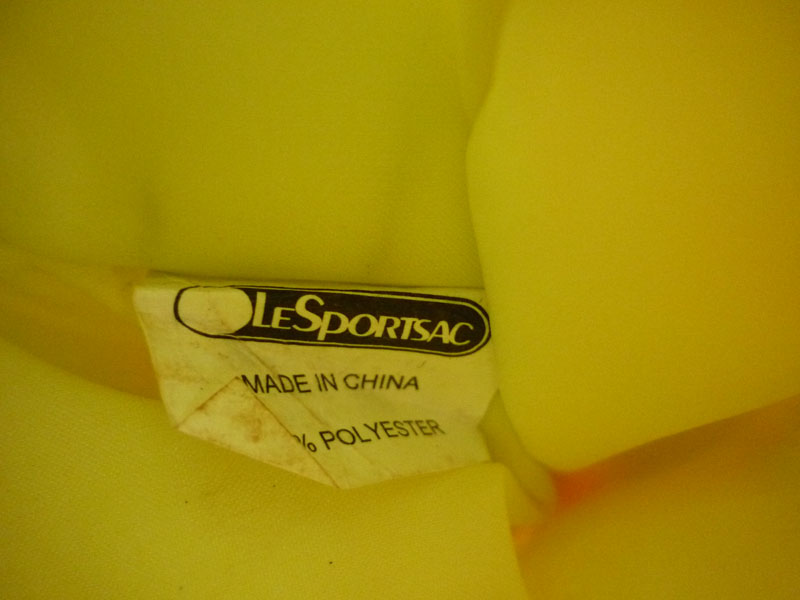 LESPORTSAC
MADE IN CHINA
% POLYESTER